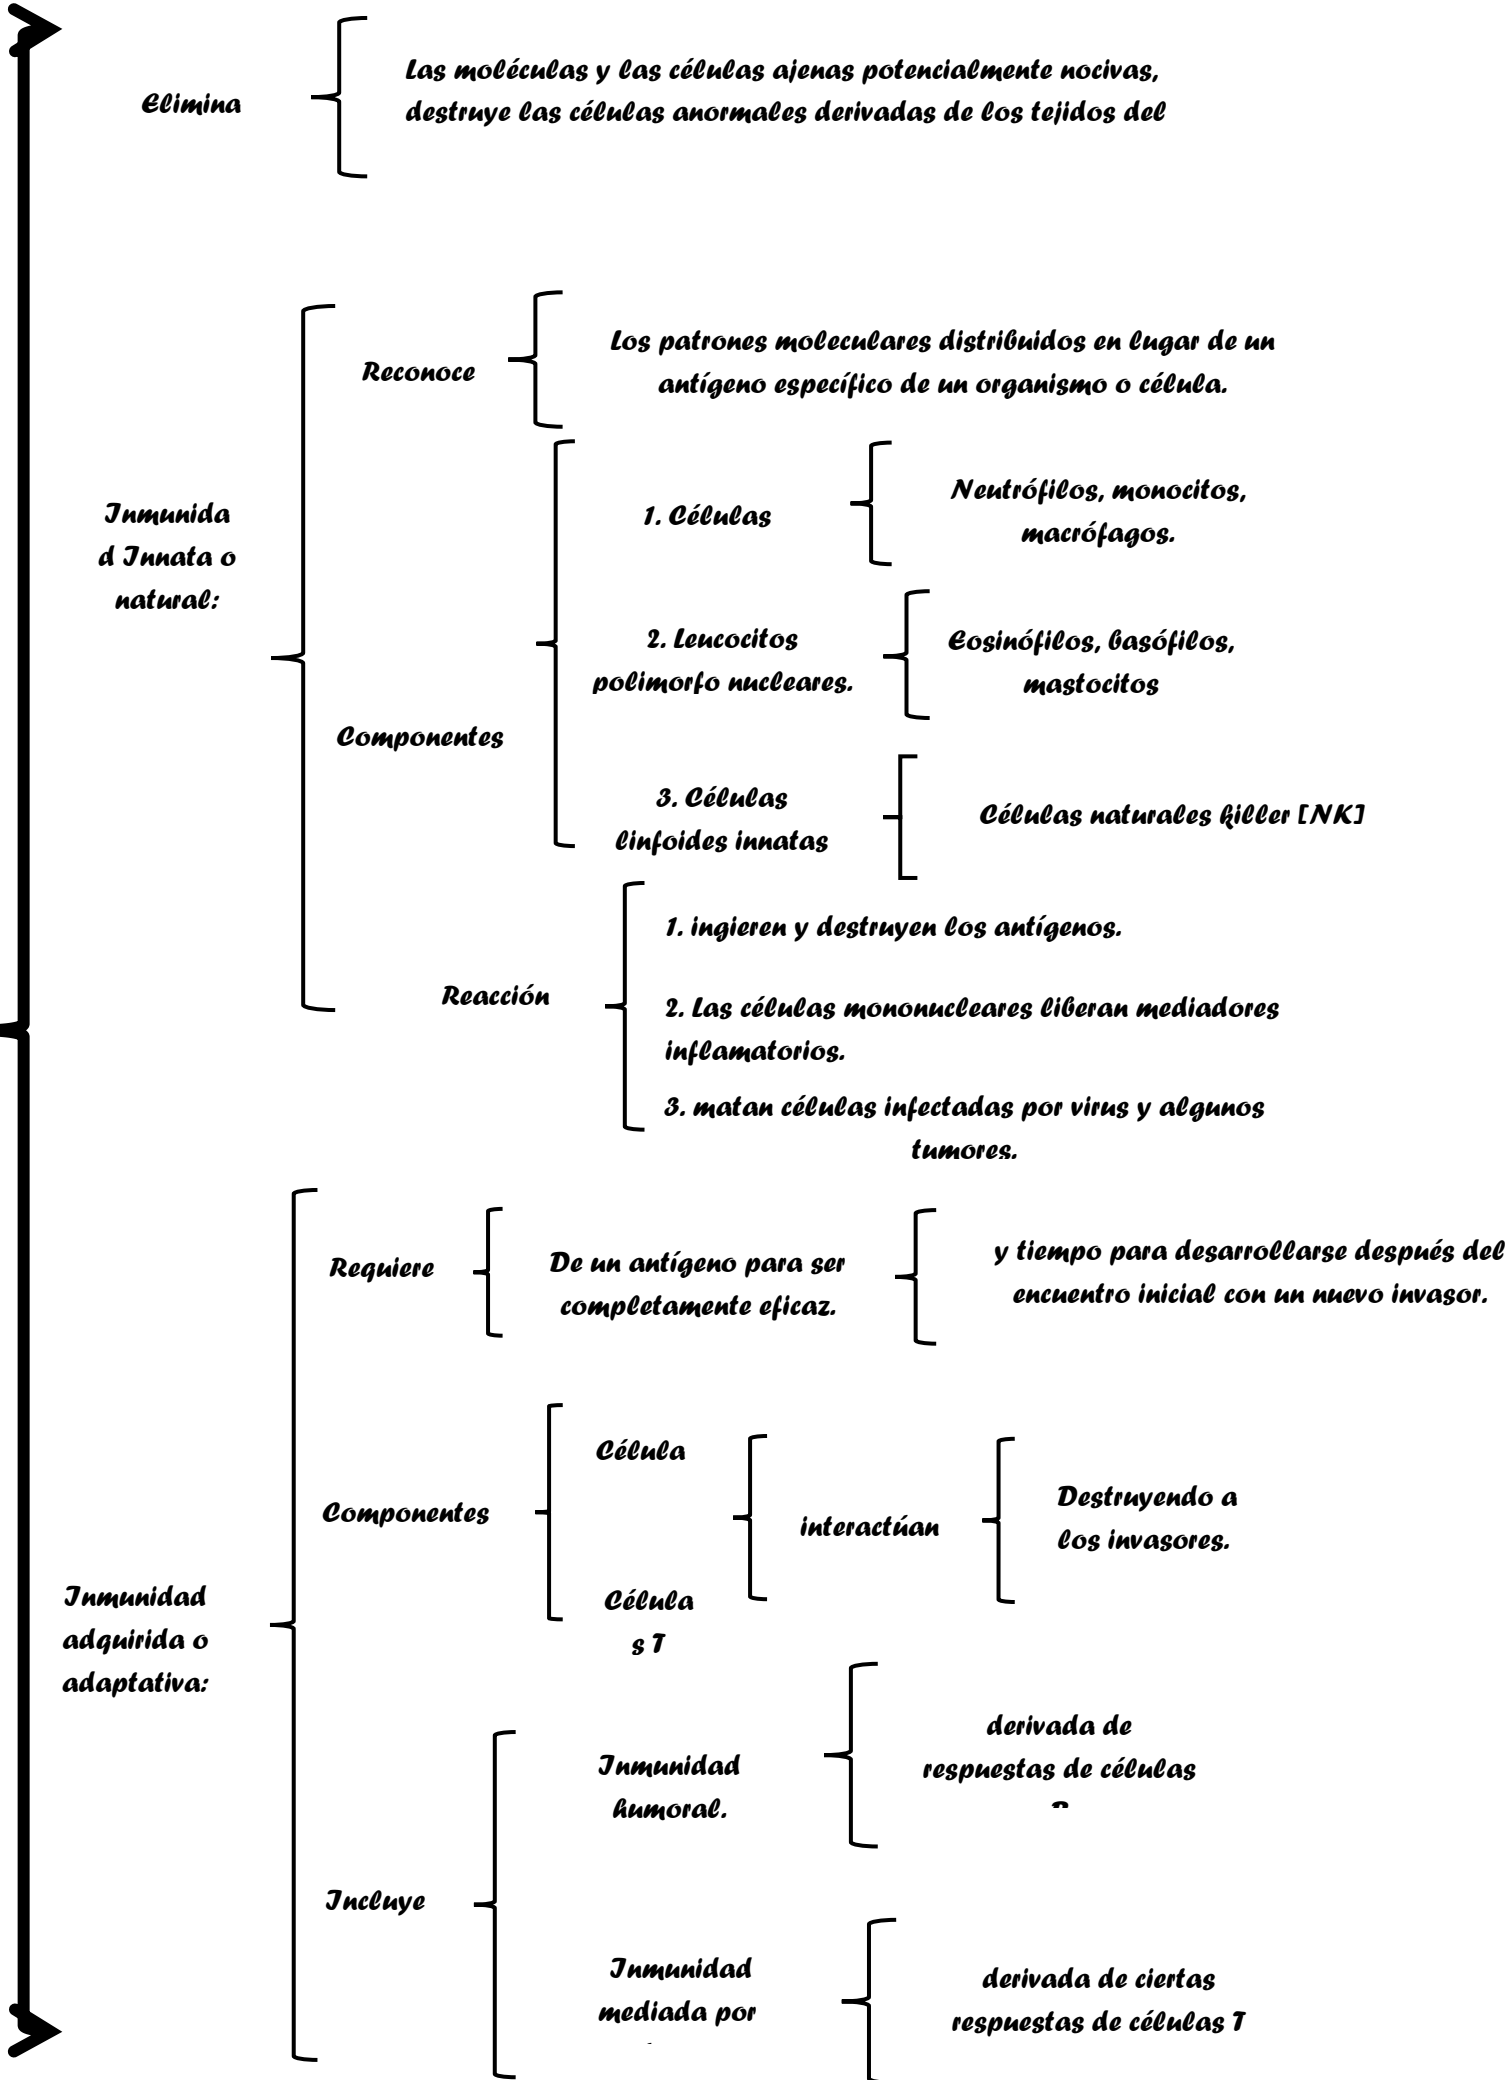 Elimina
Las moléculas y las células ajenas potencialmente nocivas,
destruye las células anormales derivadas de los tejidos del
Inmunida
d Innata o
natural:
Reconoce
Los patrones moleculares distribuidos en lugar de un
antígeno específico de un organismo o célula.
Componentes
1. Células
Neutrófilos, monocitos,
macrófagos.
2. Leucocitos
polimorfo nucleares.
Eosinófilos, basófilos,
mastocitos
3. Células
linfoides innatas
Células naturales killer [NK]
Reacción
1. ingieren y destruyen los antígenos.
2. Las células mononucleares liberan mediadores
inflamatorios.
3. matan células infectadas por virus y algunos
tumores.
Inmunidad
adquirida o
adaptativa:
Requiere
De un antígeno para ser
completamente eficaz.
y tiempo para desarrollarse después del
encuentro inicial con un nuevo invasor.
Componentes
Célula
Célula
s T
interactúan
Destruyendo a
los invasores.
Incluye
Inmunidad
humoral.
derivada de
respuestas de células
Inmunidad
mediada por
derivada de ciertas
respuestas de células T